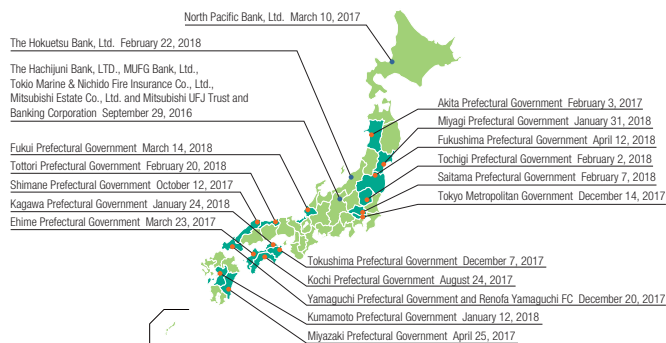 North Pacific Bank, Ltd. March 10, 2017
The Hokuetsu Bank, Ltd. February 22, 2018
The Hachijuni Bank, LTD., MUFG Bank, Ltd.,
Tokio Marine & Nichido Fire Insurance Co., Ltd.,
Mitsubishi Estate Co., Ltd. and Mitsubishi UFJ Trust and
Banking Corporation September 29, 2016
Fukui Prefectural Government March 14, 2018
Tottori Prefectural Government February 20, 2018
Shimane Prefectural Government October 12, 2017
Kagawa Prefectural Government January 24, 2018
Ehime Prefectural Government March 23, 2017
Akita Prefectural Government February 3, 2017
Miyagi Prefectural Government January 31, 2018
Fukushima Prefectural Government April 12, 2018
Tochigi Prefectural Government February 2, 2018
Saitama Prefectural Government February 7, 2018
Tokyo Metropolitan Government December 14, 2017
Tokushima Prefectural Government December 7, 2017
Kochi Prefectural Government August 24, 2017
Yamaguchi Prefectural Government and Renofa Yamaguchi FC December 20, 2017
Kumamoto Prefectural Government January 12, 2018
Miyazaki Prefectural Government April 25, 2017